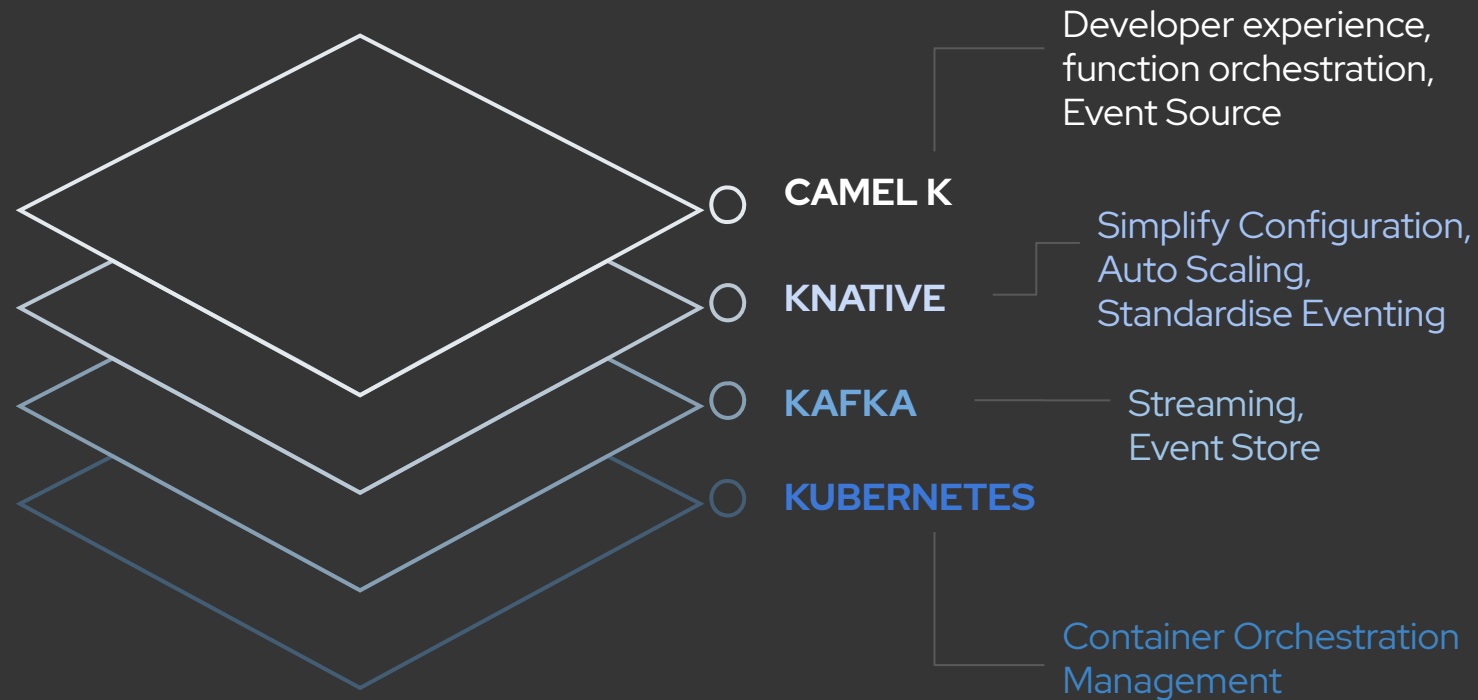 Developer experience,
function orchestration,
Event Source
CAMEL K
Simplify Configuration,
Auto Scaling,
Standardise Eventing
KNATIVE
KAFKA
Streaming,
Event Store
KUBERNETES
Container Orchestration
Management